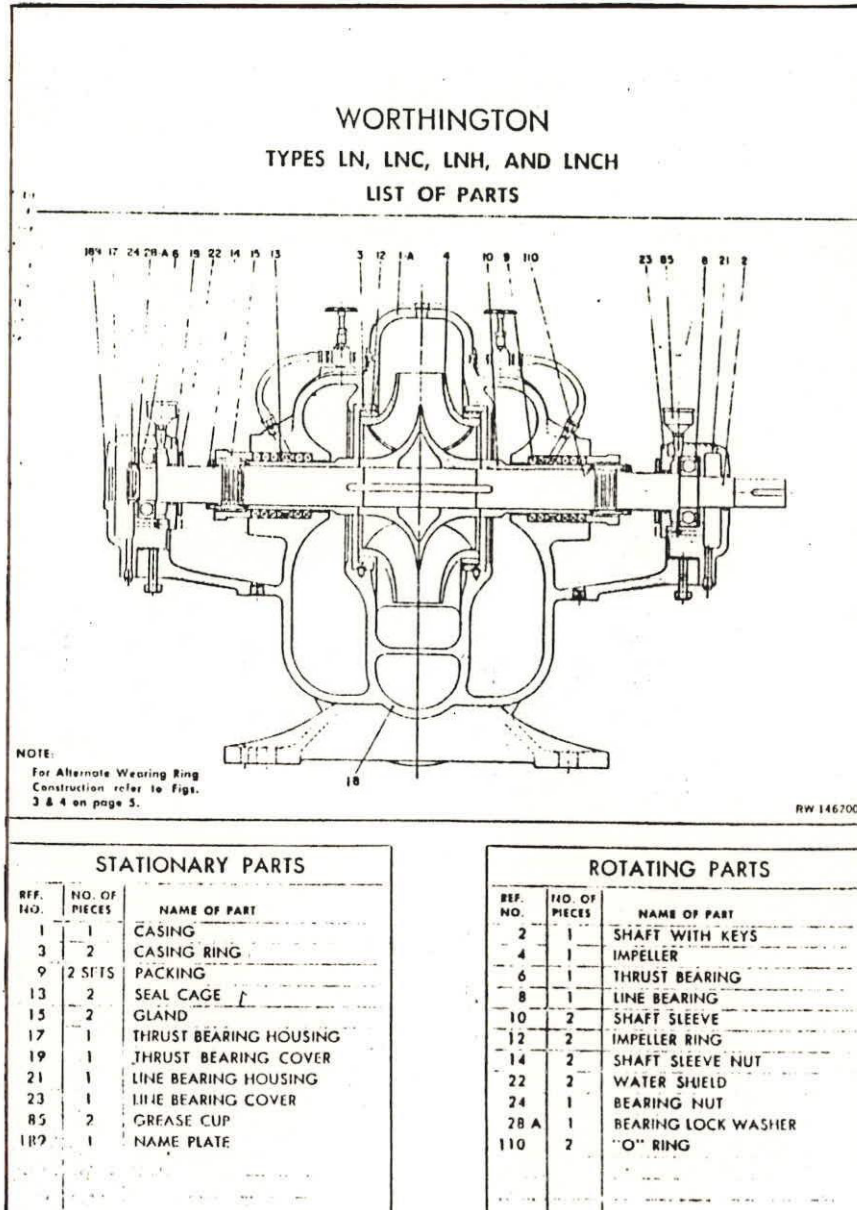 WORTHINGTON
TYPES LN, LNC, LNH, AND LNCH
LIST OF PARTS
189 17 24 28-A 6 19 22 14 15 13 3 12 1-A 4 10 9 110 23 85 8 21 2
18
NOTE:
For Alternate Wearing Ring
Construction refer to Figs.
3 & 4 on page 5.
RW 146200
STATIONARY PARTS
REF. NO. NO. OF PIECES NAME OF PART
1 1 CASING
3 2 CASING RING
9 2 SETS PACKING
13 2 SEAL CAGE
15 2 GLAND
17 1 THRUST BEARING HOUSING
19 1 THRUST BEARING COVER
21 1 LINE BEARING HOUSING
23 1 LINE BEARING COVER
85 2 GREASE CUP
189 1 NAME PLATE
ROTATING PARTS
REF. NO. NO. OF PIECES NAME OF PART
2 1 SHAFT WITH KEYS
4 1 IMPELLER
6 1 THRUST BEARING
8 1 LINE BEARING
10 2 SHAFT SLEEVE
12 2 IMPELLER RING
14 2 SHAFT SLEEVE NUT
22 2 WATER SHIELD
24 1 BEARING NUT
28 A 1 BEARING LOCK WASHER
110 2 "O" RING